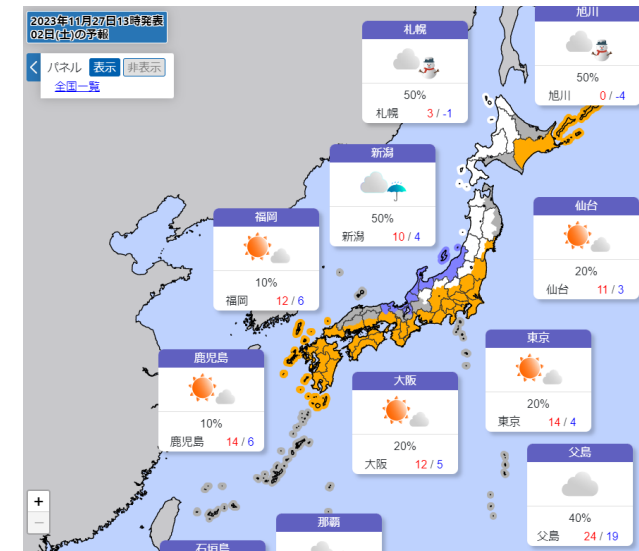 2023年11月27日13時発表
02日(土)の予報
パネル 表示 非表示
全国一覧
札幌
50%
札幌 3 / -1
旭川
50%
旭川 0 / -4
新潟
50%
新潟 10 / 4
福岡
10%
福岡 12 / 6
仙台
20%
仙台 11 / 3
鹿児島
10%
鹿児島 14 / 6
大阪
20%
大阪 12 / 5
東京
20%
東京 14 / 4
父島
40%
父島 24 / 19
那覇
石垣島
+
−